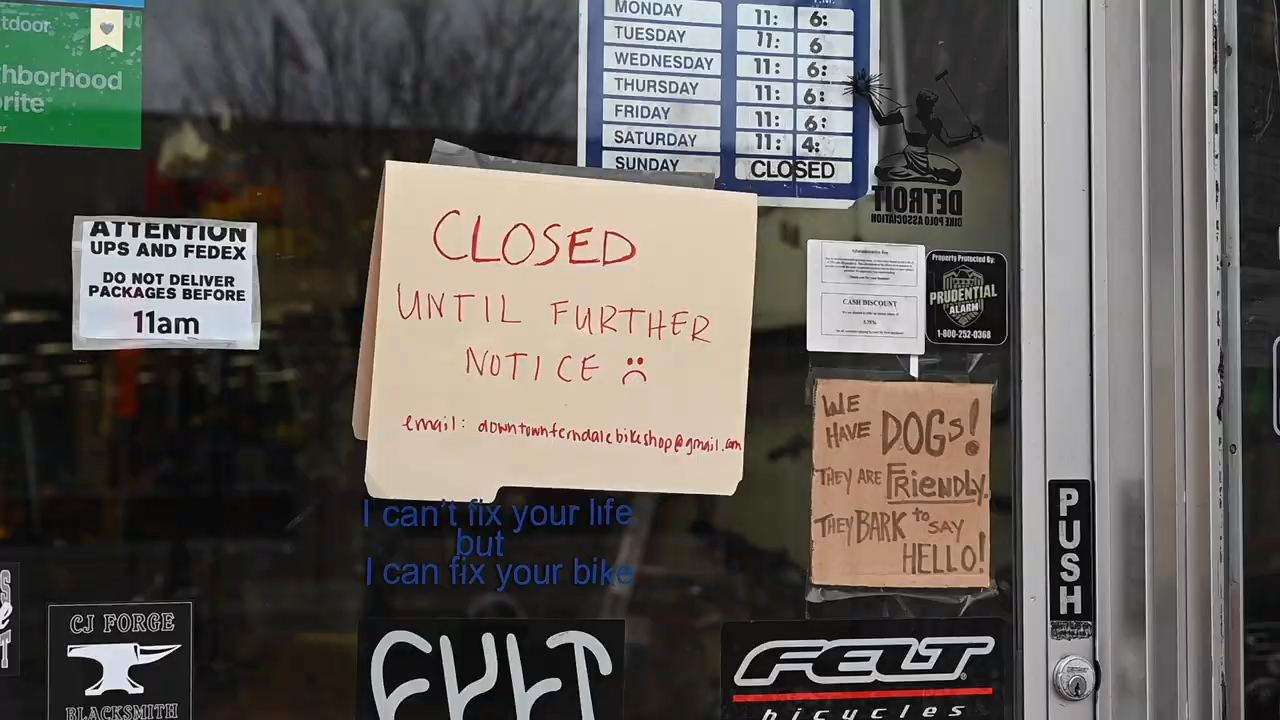 tdoor
ghborhood
orite
er
MONDAY 11: 6:
TUESDAY 11: 6
WEDNESDAY 11: 6:
THURSDAY 11: 6:
FRIDAY 11: 6:
SATURDAY 11: 4:
SUNDAY CLOSED
DETROIT
BIKE POLO ASSOCIATION
ATTENTION
UPS AND FEDEX
DO NOT DELIVER
PACKAGES BEFORE
11am
CLOSED
UNTIL FURTHER
NOTICE
email: downtownferndalebikeshop@gmail.com
CASH DISCOUNT
Property Protected By:
PRUDENTIAL
ALARM
1-800-252-0368
WE
HAVE DOGS!
THEY ARE FRIENDLY.
THEY BARK to SAY
HELLO!
I can't fix your life
but
I can fix your bike
PUSH
CJ FORGE
BLACKSMITH
CULT
FELT
bicycles